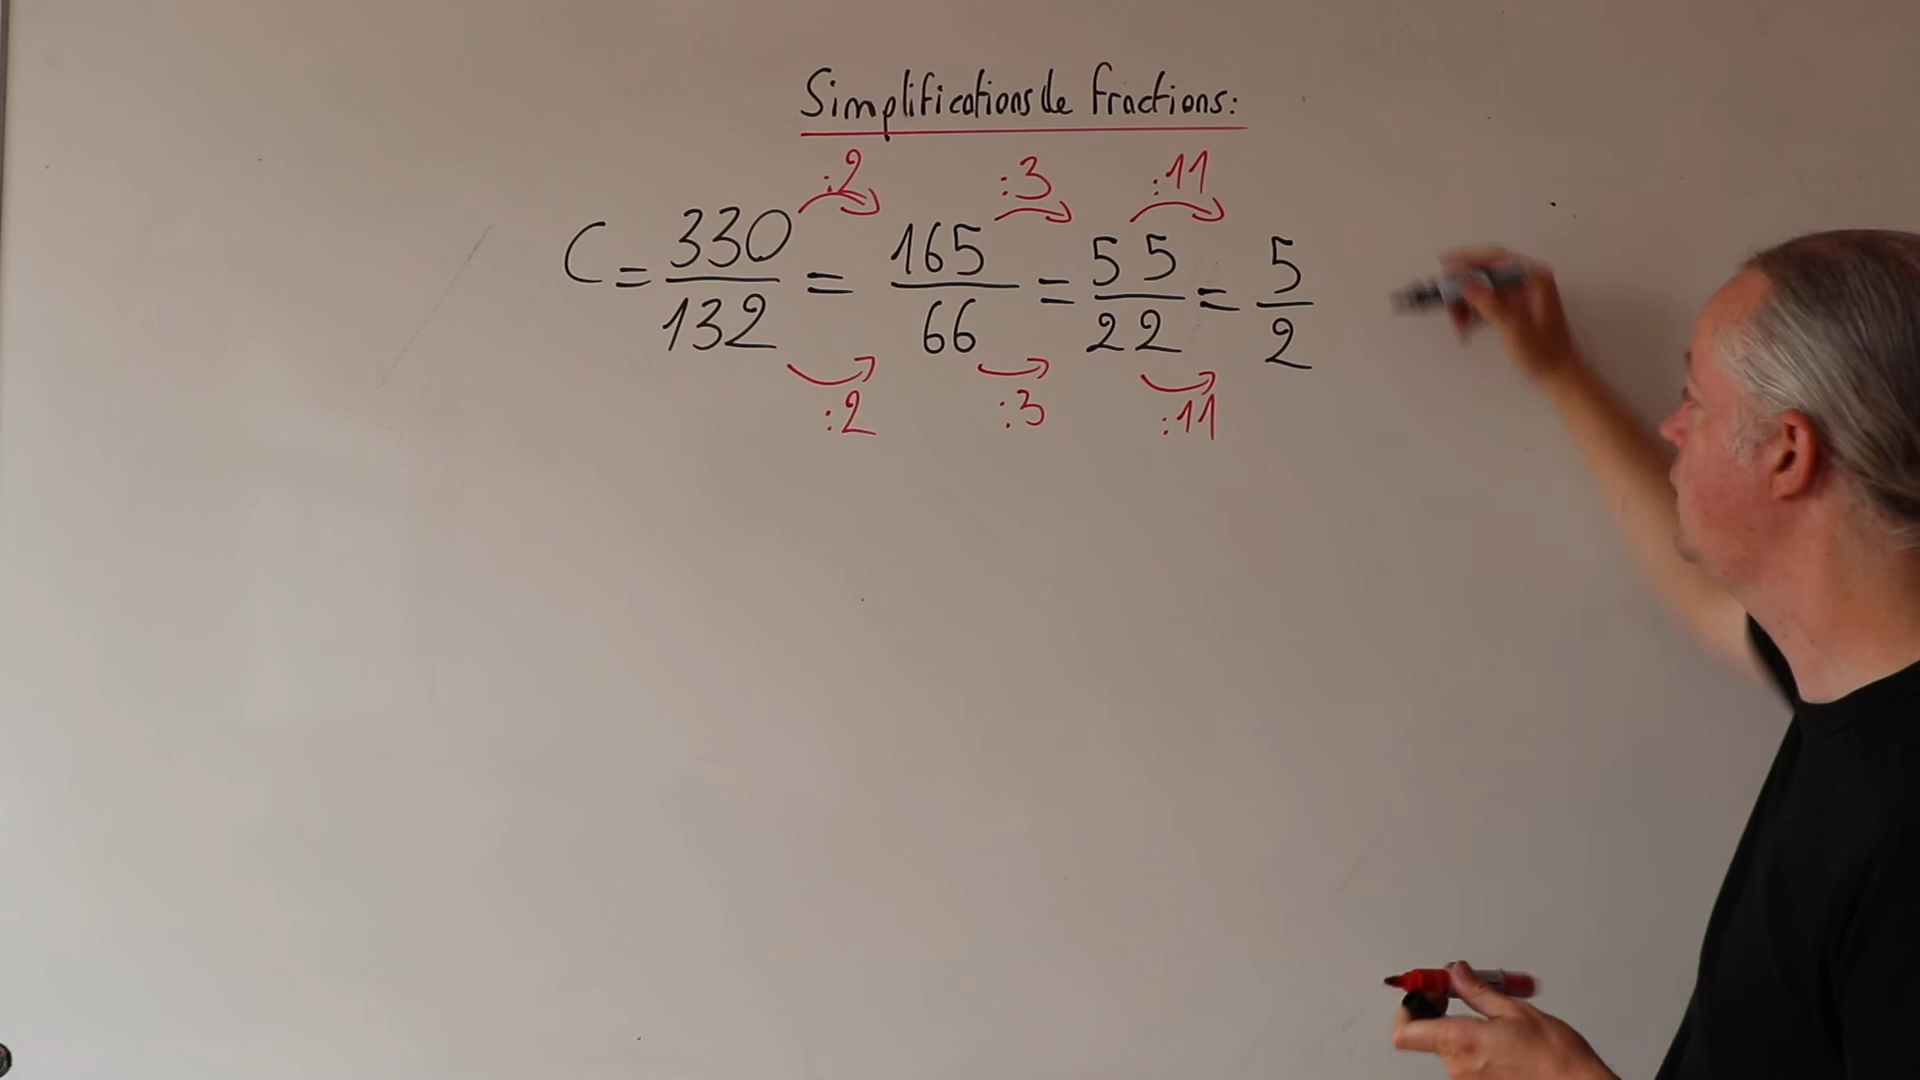 Simplifications de fractions:
:2 :3 :11
C = 330/132 = 165/66 = 55/22 = 5/2
:2 :3 :11